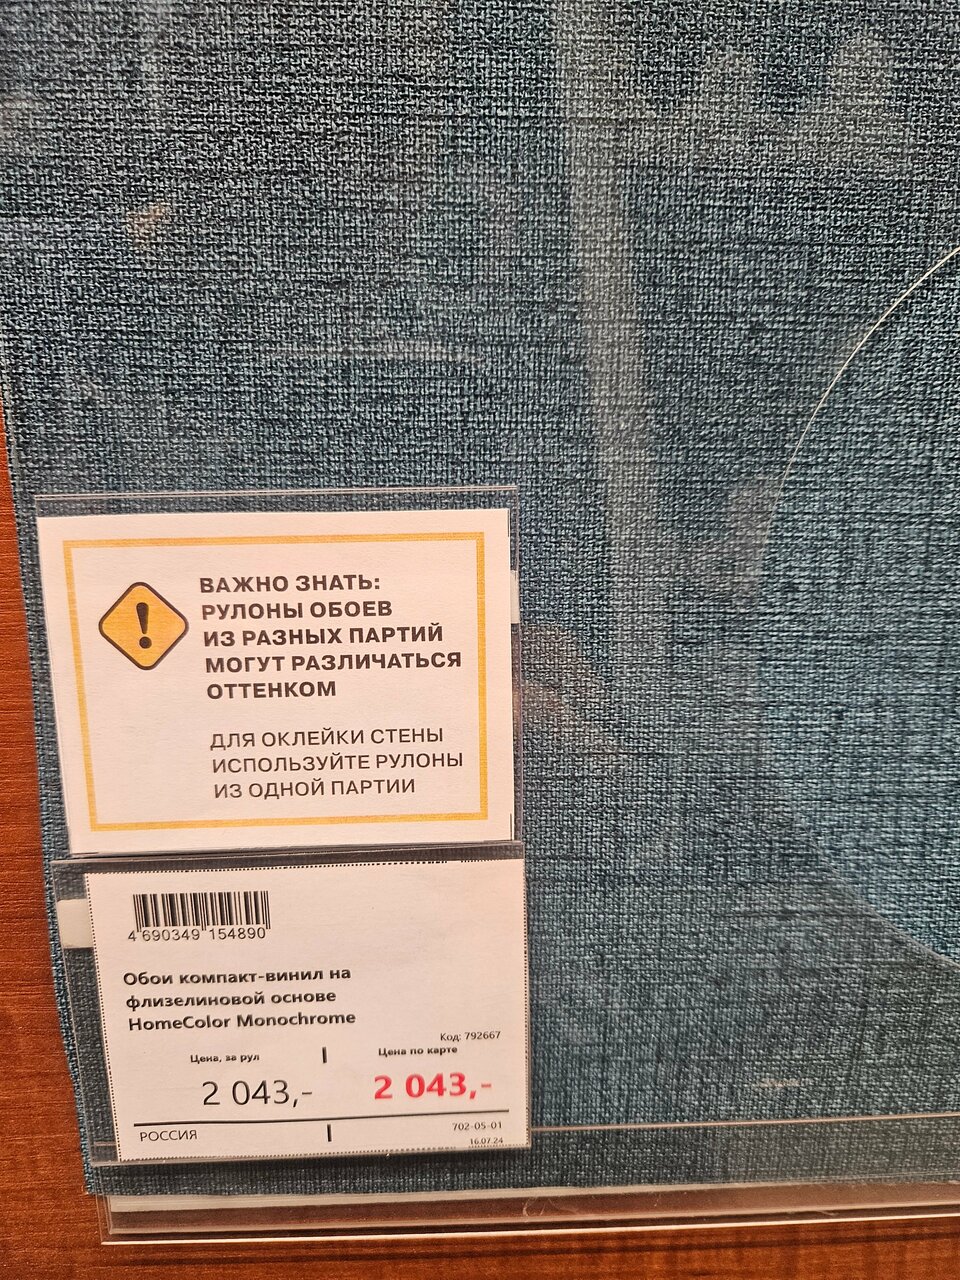 ВАЖНО ЗНАТЬ:
РУЛОНЫ ОБОЕВ
ИЗ РАЗНЫХ ПАРТИЙ
МОГУТ РАЗЛИЧАТЬСЯ
ОТТЕНКОМ
ДЛЯ ОКЛЕЙКИ СТЕНЫ
ИСПОЛЬЗУЙТЕ РУЛОНЫ
ИЗ ОДНОЙ ПАРТИИ
4 690349 154890
Обои компакт-винил на
флизелиновой основе
HomeColor Monochrome
Код: 792667
Цена, за рул Цена по карте
2 043,- 2 043,-
РОССИЯ 702-05-01
16.07.24